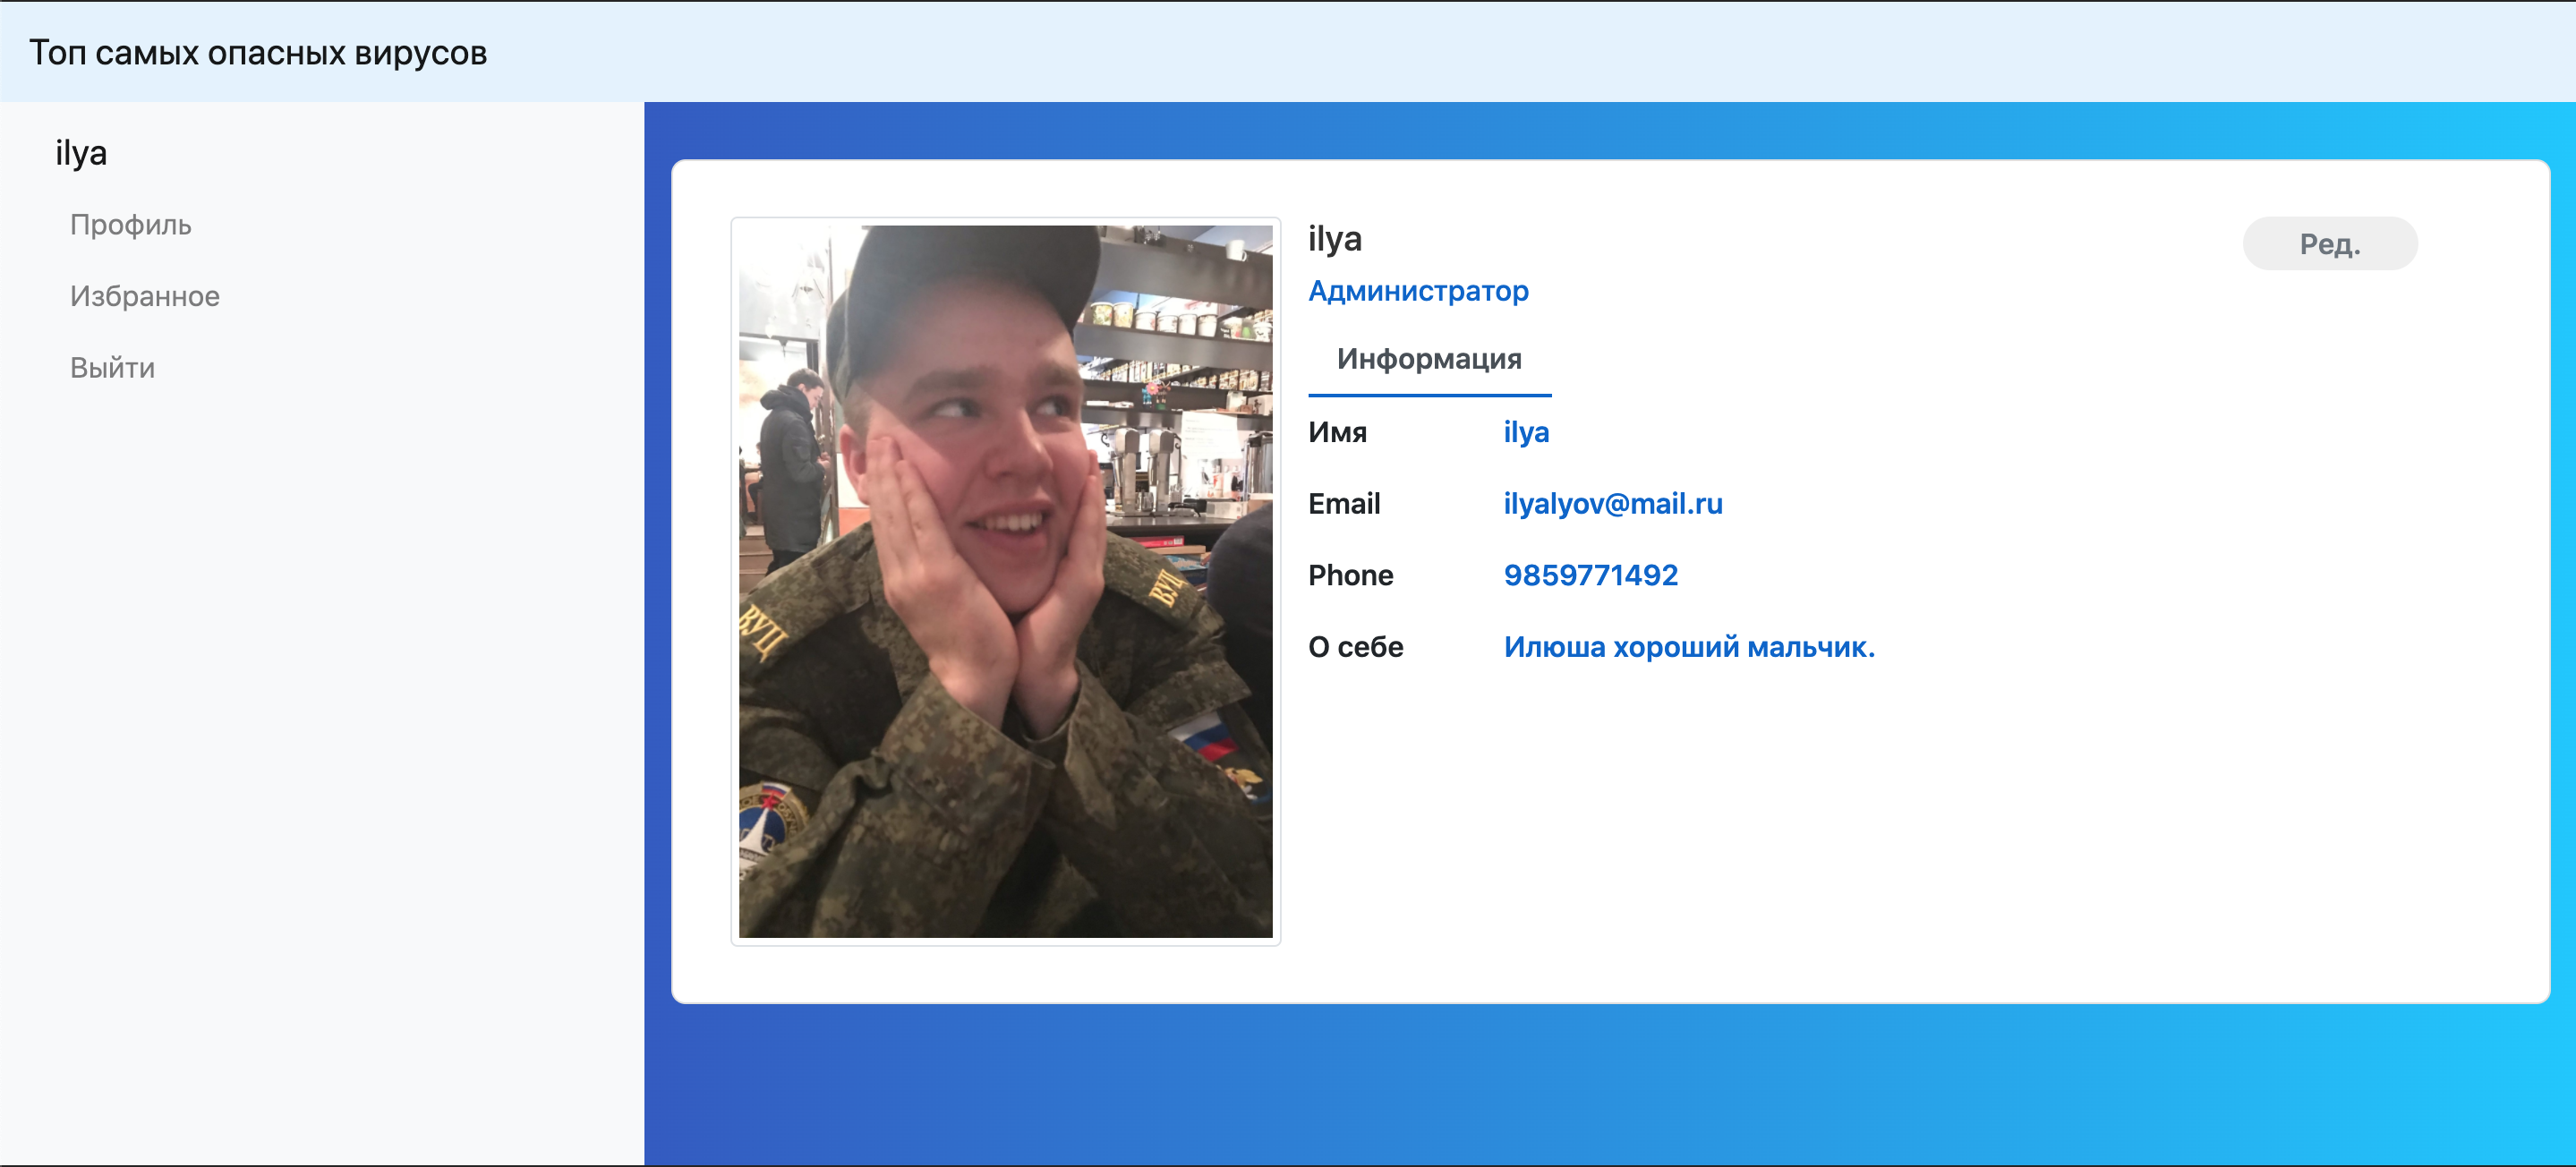 Топ самых опасных вирусов
ilya
Профиль
Избранное
Выйти
ilya
Ред.
Администратор
Информация
Имя ilya
Email ilyalyov@mail.ru
Phone 9859771492
О себе Илюша хороший мальчик.
ВУЦ
ВУЦ